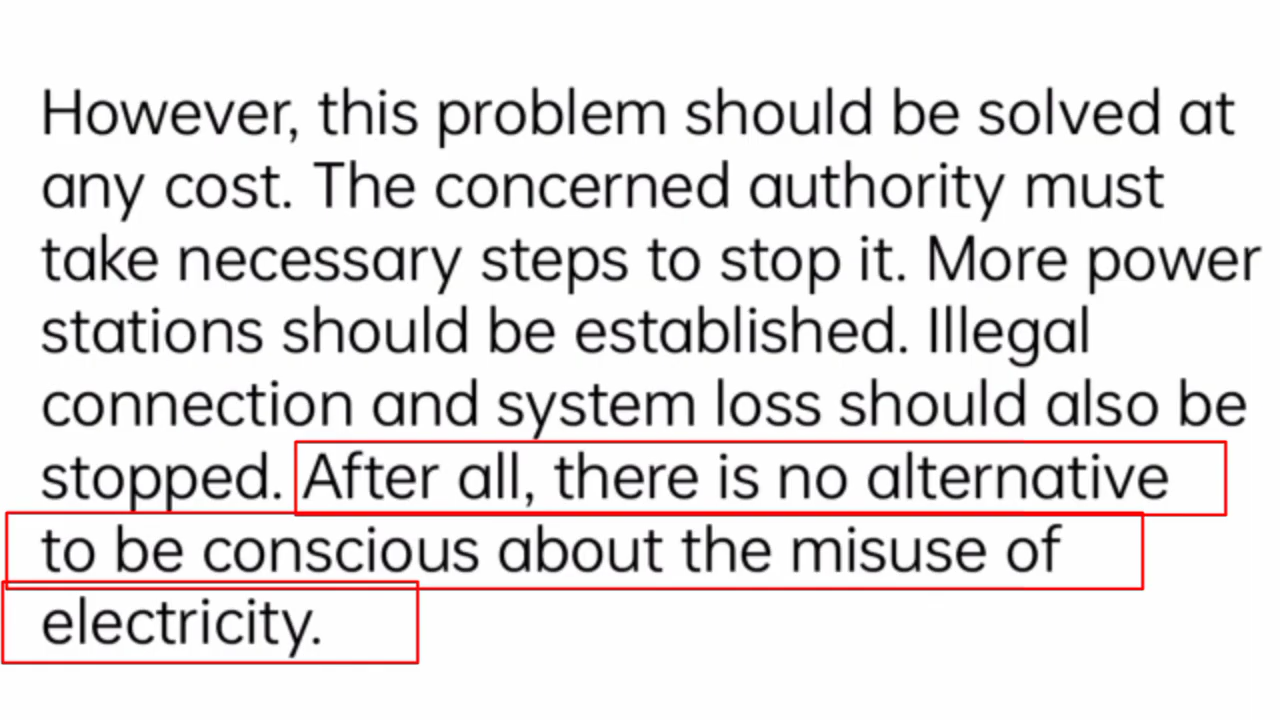 However, this problem should be solved at
any cost. The concerned authority must
take necessary steps to stop it. More power
stations should be established. Illegal
connection and system loss should also be
stopped. After all, there is no alternative
to be conscious about the misuse of
electricity.